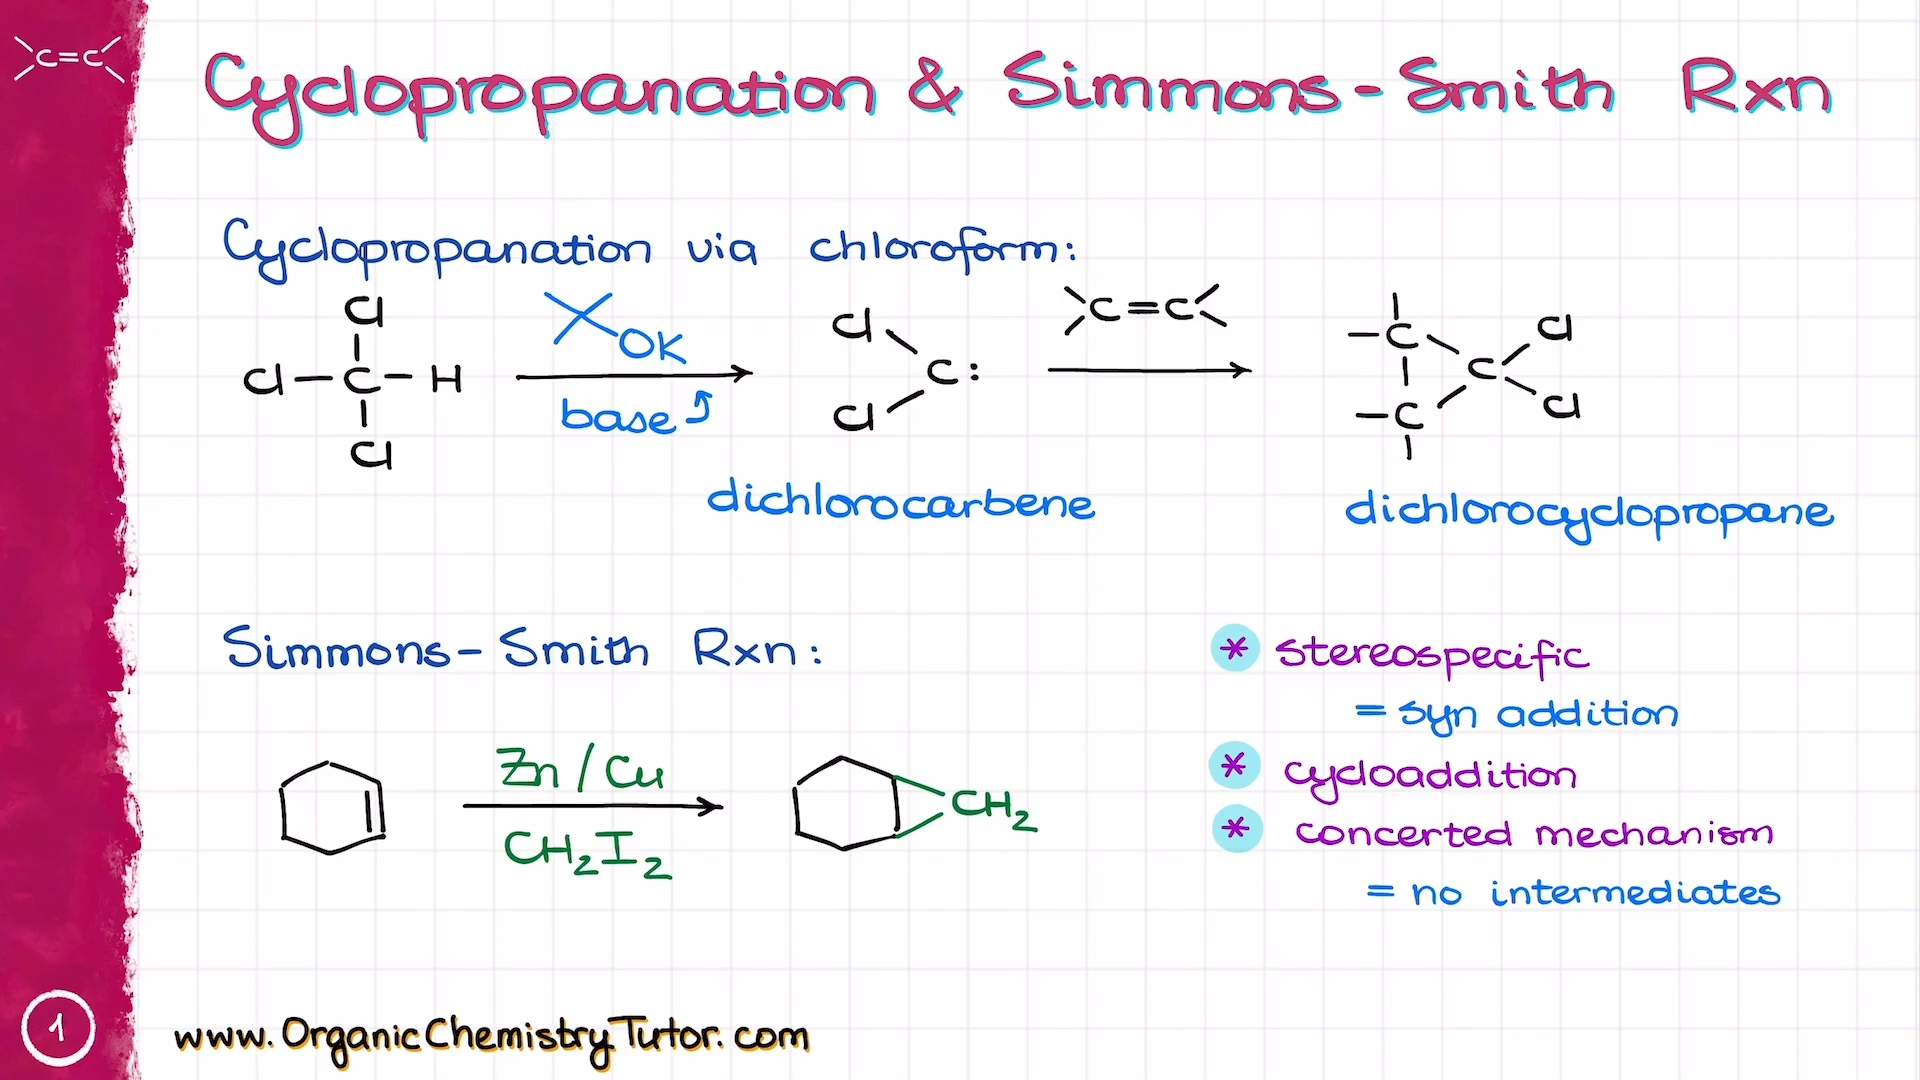 C=C
Cyclopropanation & Simmons-Smith Rxn
Cyclopropanation via chloroform:
Cl
Cl-C-H
Cl
OK
base
Cl
C:
Cl
C=C
-C
C
-C
Cl
Cl
dichlorocarbene
dichlorocyclopropane
Simmons-Smith Rxn:
Zn/Cu
CH2I2
CH2
* stereospecific
= syn addition
* cycloaddition
* concerted mechanism
= no intermediates
1
www.OrganicChemistryTutor.com